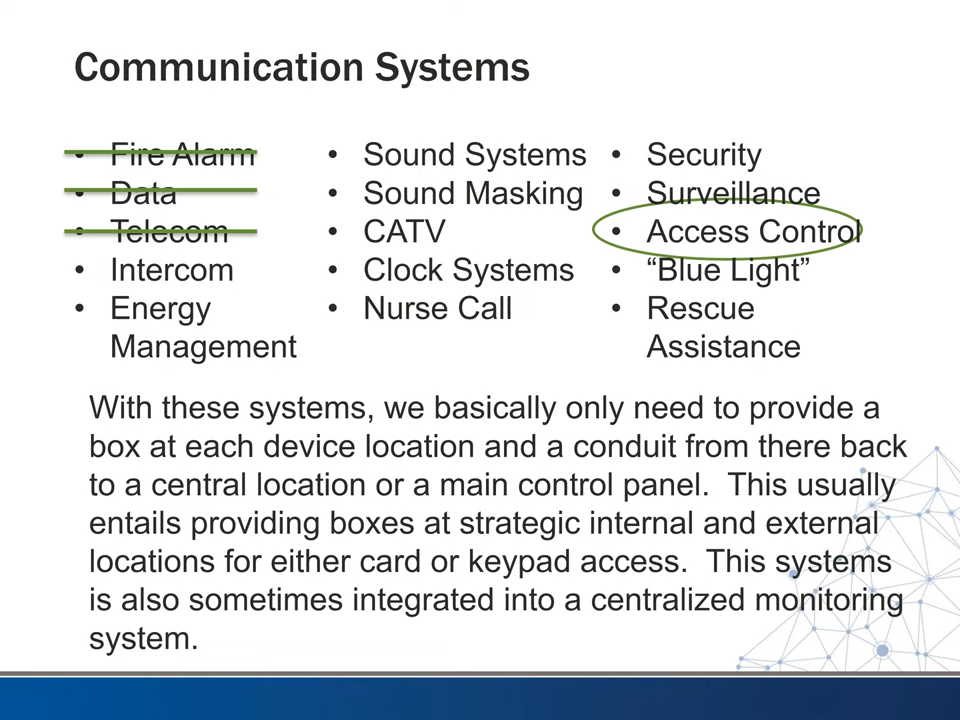 Communication Systems
• Fire Alarm
• Data
• Telecom
• Intercom
• Energy
Management
• Sound Systems
• Sound Masking
• CATV
• Clock Systems
• Nurse Call
• Security
• Surveillance
• Access Control
• “Blue Light”
• Rescue
Assistance
With these systems, we basically only need to provide a
box at each device location and a conduit from there back
to a central location or a main control panel.  This usually
entails providing boxes at strategic internal and external
locations for either card or keypad access.  This systems
is also sometimes integrated into a centralized monitoring
system.